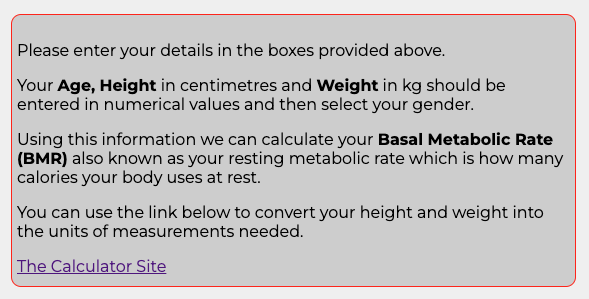 Please enter your details in the boxes provided above.
Your Age, Height in centimetres and Weight in kg should be
entered in numerical values and then select your gender.
Using this information we can calculate your Basal Metabolic Rate
(BMR) also known as your resting metabolic rate which is how many
calories your body uses at rest.
You can use the link below to convert your height and weight into
the units of measurements needed.
The Calculator Site